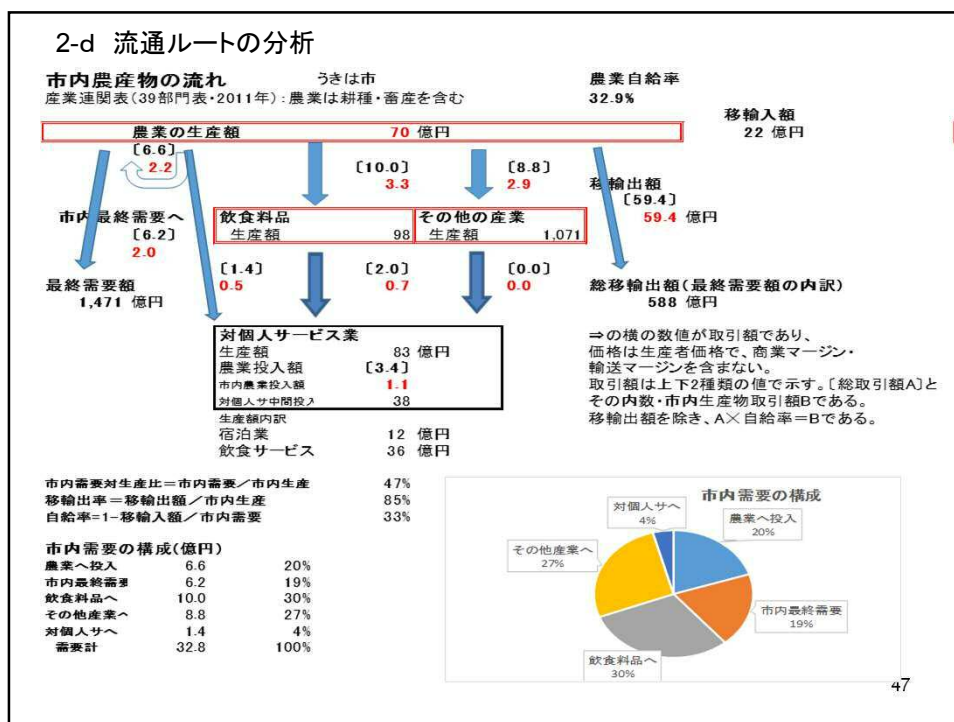 2-d 流通ルートの分析
市内農産物の流れ うきは市 農業自給率
産業連関表(39部門表・2011年):農業は耕種・畜産を含む 32.9%
移輸入額
22 億円
農業の生産額 70 億円
〔6.6〕
2.2
〔10.0〕 〔8.8〕
3.3 2.9
移輸出額
〔59.4〕
59.4 億円
市内最終需要へ
〔6.2〕
2.0
飲食料品 その他の産業
生産額 98 生産額 1,071
〔1.4〕 〔2.0〕 〔0.0〕
0.5 0.7 0.0
最終需要額
1,471 億円
総移輸出額(最終需要額の内訳)
588 億円
対個人サービス業
生産額 83 億円
農業投入額 〔3.4〕
市内農業投入額 1.1
対個人サ中間投入 38
生産額内訳
宿泊業 12 億円
飲食サービス 36 億円
⇒の横の数値が取引額であり、
価格は生産者価格で、商業マージン・
輸送マージンを含まない。
取引額は上下2種類の値で示す。〔総取引額A〕と
その内数・市内生産物取引額Bである。
移輸出額を除き、A×自給率=Bである。
市内需要対生産比=市内需要/市内生産 47%
移輸出率=移輸出額/市内生産 85%
自給率=1-移輸入額/市内需要 33%
市内需要の構成(億円)
農業へ投入 6.6 20%
市内最終需要 6.2 19%
飲食料品へ 10.0 30%
その他産業へ 8.8 27%
対個人サへ 1.4 4%
需要計 32.8 100%
市内需要の構成
対個人サへ
4%
農業へ投入
20%
その他産業へ
27%
市内最終需要
19%
飲食料品へ
30%
47